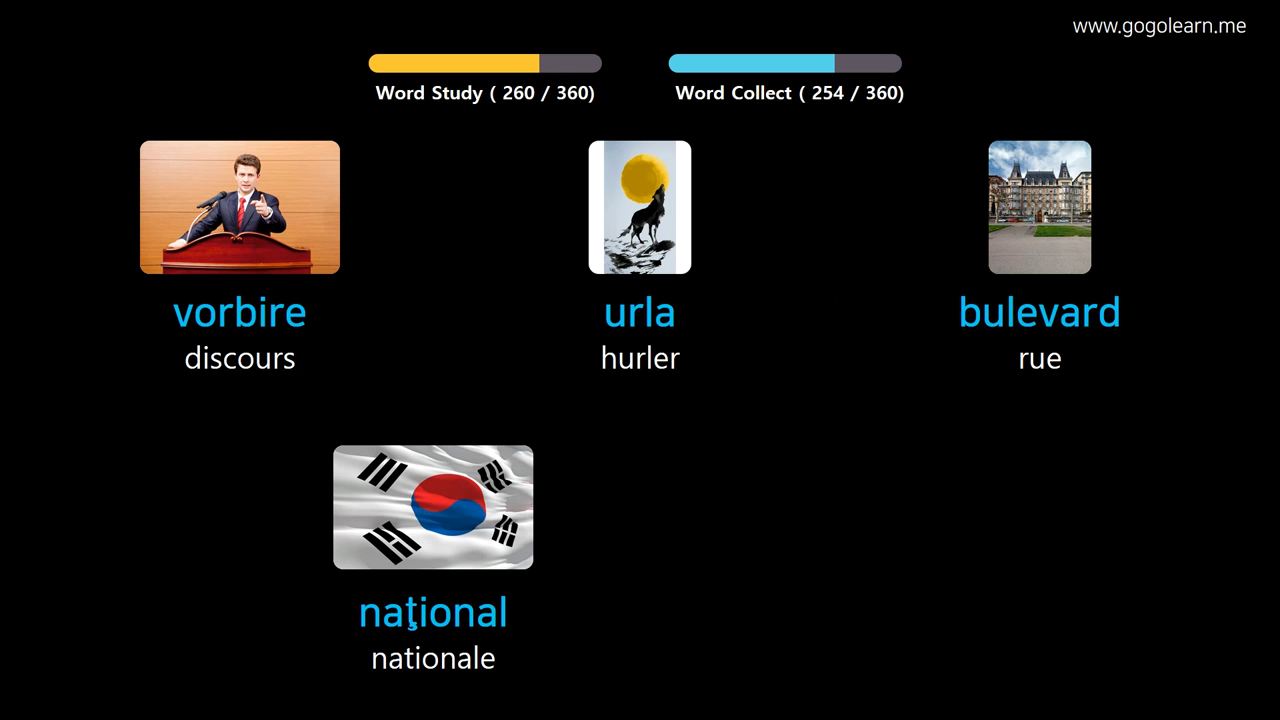 www.gogolearn.me
Word Study ( 260 / 360)
Word Collect ( 254 / 360)
vorbire
discours
urla
hurler
bulevard
rue
naţional
nationale